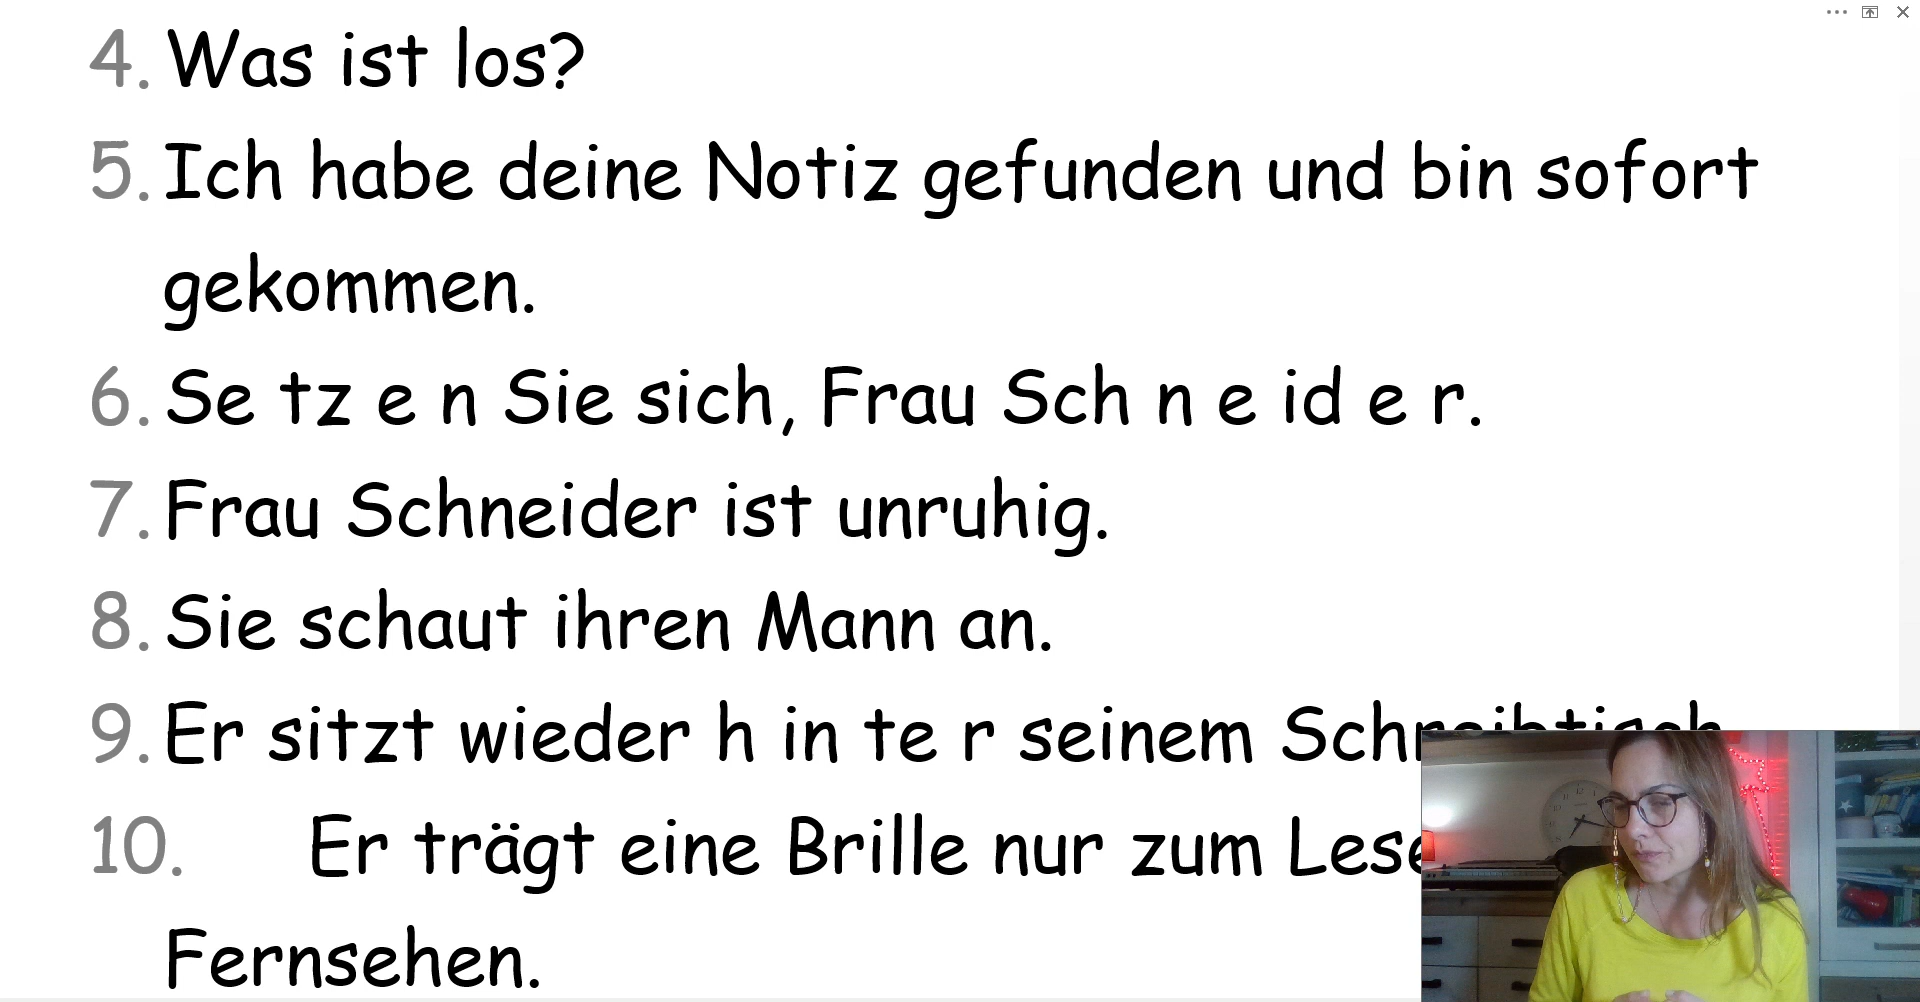 4. Was ist los?
5. Ich habe deine Notiz gefunden und bin sofort
gekommen.
6. Se tz e n Sie sich, Frau Sch n e id e r.
7. Frau Schneider ist unruhig.
8. Sie schaut ihren Mann an.
9. Er sitzt wieder h in te r seinem Schreibtisch
10. Er trägt eine Brille nur zum
Fernsehen.